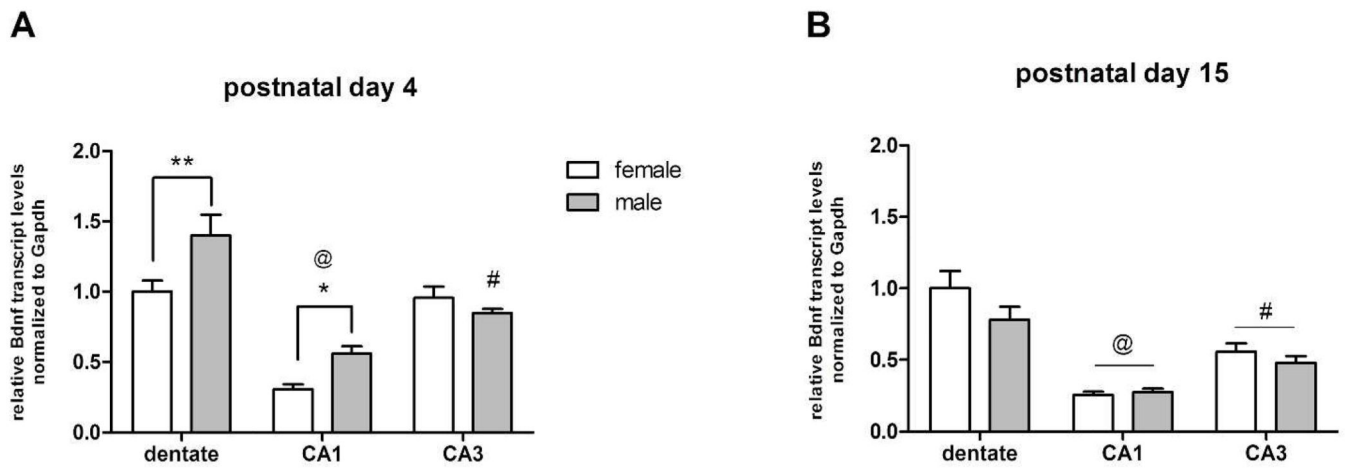 A
postnatal day 4
relative Bdnf transcript levels
normalized to Gapdh
2.0
1.5
1.0
0.5
0.0
**
@
*
#
dentate
CA1
CA3
female
male
B
postnatal day 15
relative Bdnf transcript levels
normalized to Gapdh
2.0
1.5
1.0
0.5
0.0
@
#
dentate
CA1
CA3